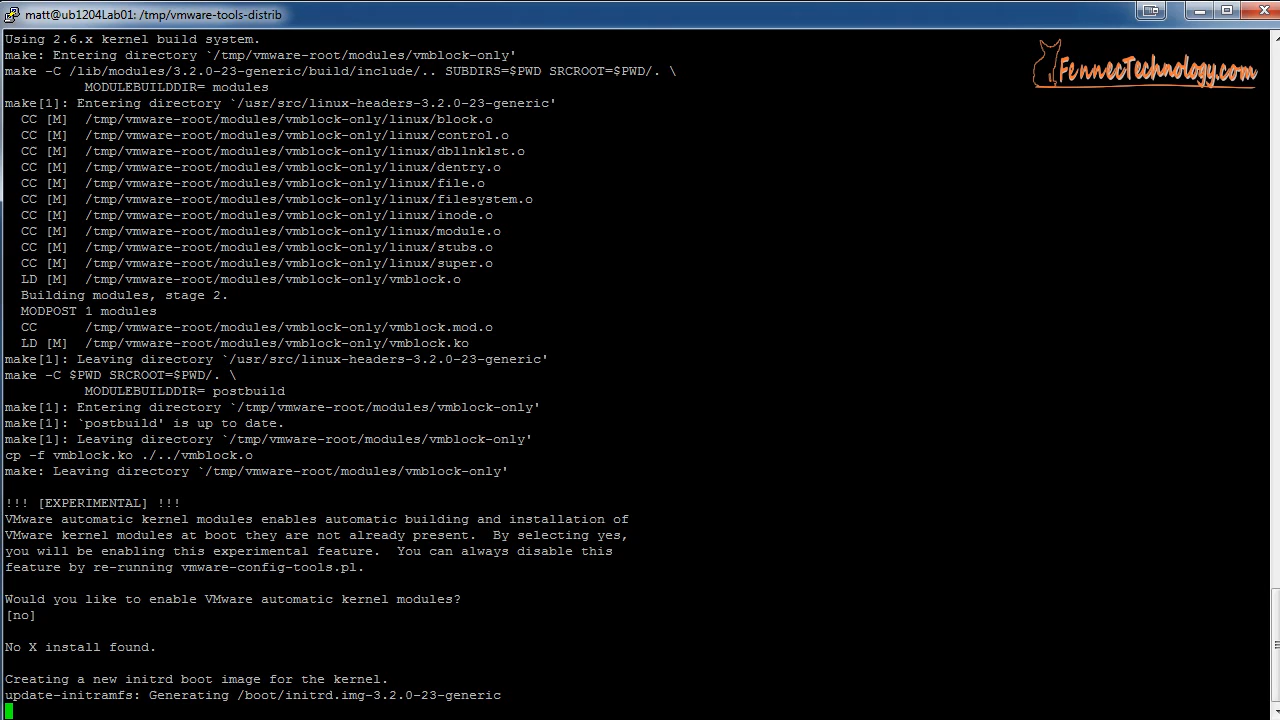 matt@ub1204Lab01: /tmp/vmware-tools-distrib
Using 2.6.x kernel build system.
make: Entering directory `/tmp/vmware-root/modules/vmblock-only'
make -C /lib/modules/3.2.0-23-generic/build/include/.. SUBDIRS=$PWD SRCROOT=$PWD/. \
MODULEBUILDDIR= modules
make[1]: Entering directory `/usr/src/linux-headers-3.2.0-23-generic'
CC [M]  /tmp/vmware-root/modules/vmblock-only/linux/block.o
CC [M]  /tmp/vmware-root/modules/vmblock-only/linux/control.o
CC [M]  /tmp/vmware-root/modules/vmblock-only/linux/dbllnklst.o
CC [M]  /tmp/vmware-root/modules/vmblock-only/linux/dentry.o
CC [M]  /tmp/vmware-root/modules/vmblock-only/linux/file.o
CC [M]  /tmp/vmware-root/modules/vmblock-only/linux/filesystem.o
CC [M]  /tmp/vmware-root/modules/vmblock-only/linux/inode.o
CC [M]  /tmp/vmware-root/modules/vmblock-only/linux/module.o
CC [M]  /tmp/vmware-root/modules/vmblock-only/linux/stubs.o
CC [M]  /tmp/vmware-root/modules/vmblock-only/linux/super.o
LD [M]  /tmp/vmware-root/modules/vmblock-only/vmblock.o
Building modules, stage 2.
MODPOST 1 modules
CC      /tmp/vmware-root/modules/vmblock-only/vmblock.mod.o
LD [M]  /tmp/vmware-root/modules/vmblock-only/vmblock.ko
make[1]: Leaving directory `/usr/src/linux-headers-3.2.0-23-generic'
make -C $PWD SRCROOT=$PWD/. \
MODULEBUILDDIR= postbuild
make[1]: Entering directory `/tmp/vmware-root/modules/vmblock-only'
make[1]: `postbuild' is up to date.
make[1]: Leaving directory `/tmp/vmware-root/modules/vmblock-only'
cp -f vmblock.ko ./../vmblock.o
make: Leaving directory `/tmp/vmware-root/modules/vmblock-only'
!!! [EXPERIMENTAL] !!!
VMware automatic kernel modules enables automatic building and installation of
VMware kernel modules at boot they are not already present.  By selecting yes,
you will be enabling this experimental feature.  You can always disable this
feature by re-running vmware-config-tools.pl.
Would you like to enable VMware automatic kernel modules?
[no]
No X install found.
Creating a new initrd boot image for the kernel.
update-initramfs: Generating /boot/initrd.img-3.2.0-23-generic
FennecTechnology.com